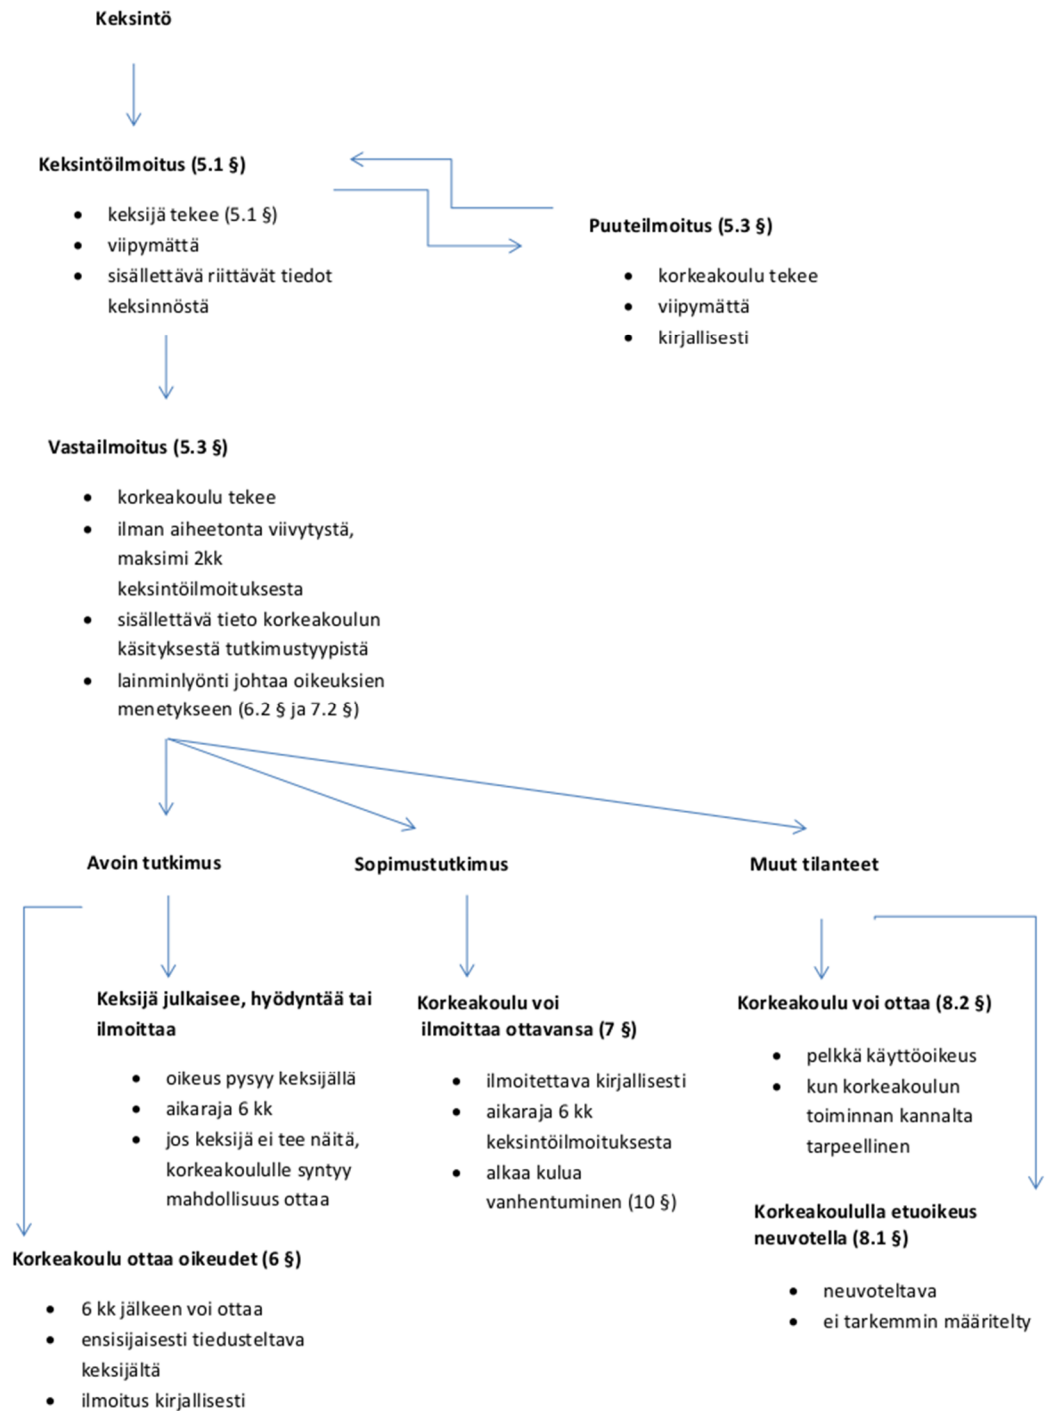 Keksintö
Keksintöilmoitus (5.1 §)
• keksijä tekee (5.1 §)
• viipymättä
• sisällettävä riittävät tiedot
keksinnöstä
Puuteilmoitus (5.3 §)
• korkeakoulu tekee
• viipymättä
• kirjallisesti
Vastailmoitus (5.3 §)
• korkeakoulu tekee
• ilman aiheetonta viivytystä,
maksimi 2kk
keksintöilmoituksesta
• sisällettävä tieto korkeakoulun
käsityksestä tutkimustyypistä
• lainminlyönti johtaa oikeuksien
menetykseen (6.2 § ja 7.2 §)
Avoin tutkimus
Sopimustutkimus
Muut tilanteet
Keksijä julkaisee, hyödyntää tai
ilmoittaa
• oikeus pysyy keksijällä
• aikaraja 6 kk
• jos keksijä ei tee näitä,
korkeakoululle syntyy
mahdollisuus ottaa
Korkeakoulu voi
ilmoittaa ottavansa (7 §)
• ilmoitettava kirjallisesti
• aikaraja 6 kk
keksintöilmoituksesta
• alkaa kulua
vanhentuminen (10 §)
Korkeakoulu voi ottaa (8.2 §)
• pelkkä käyttöoikeus
• kun korkeakoulun
toiminnan kannalta
tarpeellinen
Korkeakoululla etuoikeus
neuvotella (8.1 §)
• neuvoteltava
• ei tarkemmin määritelty
Korkeakoulu ottaa oikeudet (6 §)
• 6 kk jälkeen voi ottaa
• ensisijaisesti tiedusteltava
keksijältä
• ilmoitus kirjallisesti